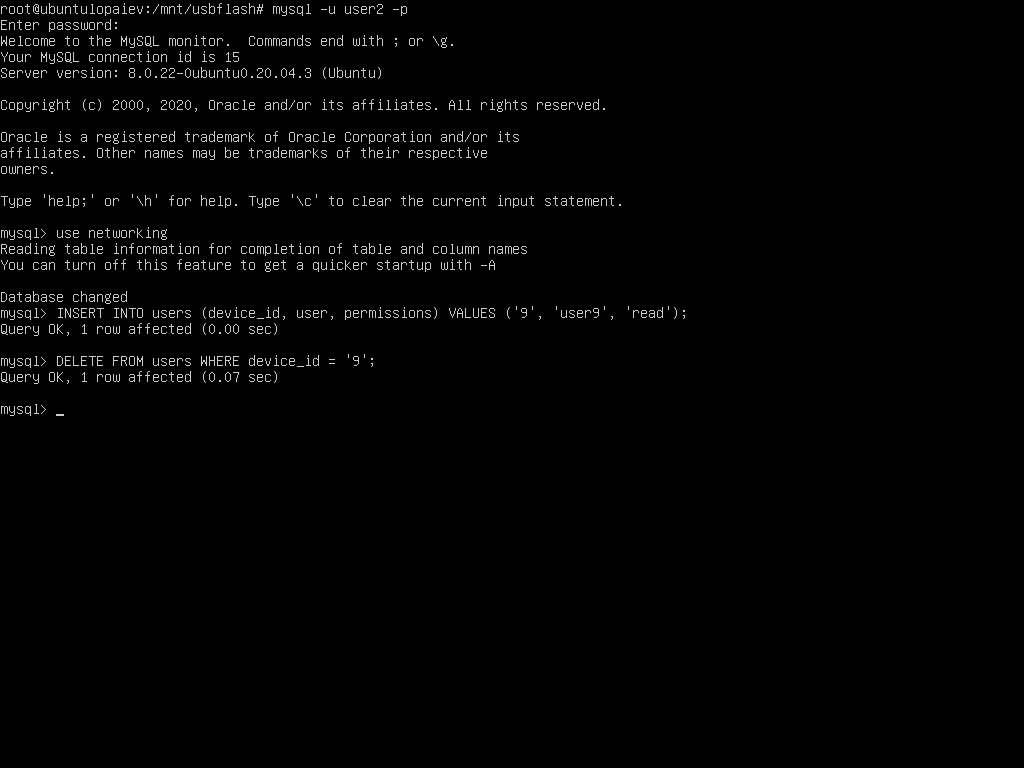 root@ubuntulopaiev:/mnt/usbflash# mysql -u user2 -p
Enter password:
Welcome to the MySQL monitor.  Commands end with ; or \g.
Your MySQL connection id is 15
Server version: 8.0.22-0ubuntu0.20.04.3 (Ubuntu)

Copyright (c) 2000, 2020, Oracle and/or its affiliates. All rights reserved.

Oracle is a registered trademark of Oracle Corporation and/or its
affiliates. Other names may be trademarks of their respective
owners.

Type 'help;' or '\h' for help. Type '\c' to clear the current input statement.

mysql> use networking
Reading table information for completion of table and column names
You can turn off this feature to get a quicker startup with -A

Database changed
mysql> INSERT INTO users (device_id, user, permissions) VALUES ('9', 'user9', 'read');
Query OK, 1 row affected (0.00 sec)

mysql> DELETE FROM users WHERE device_id = '9';
Query OK, 1 row affected (0.07 sec)

mysql> _